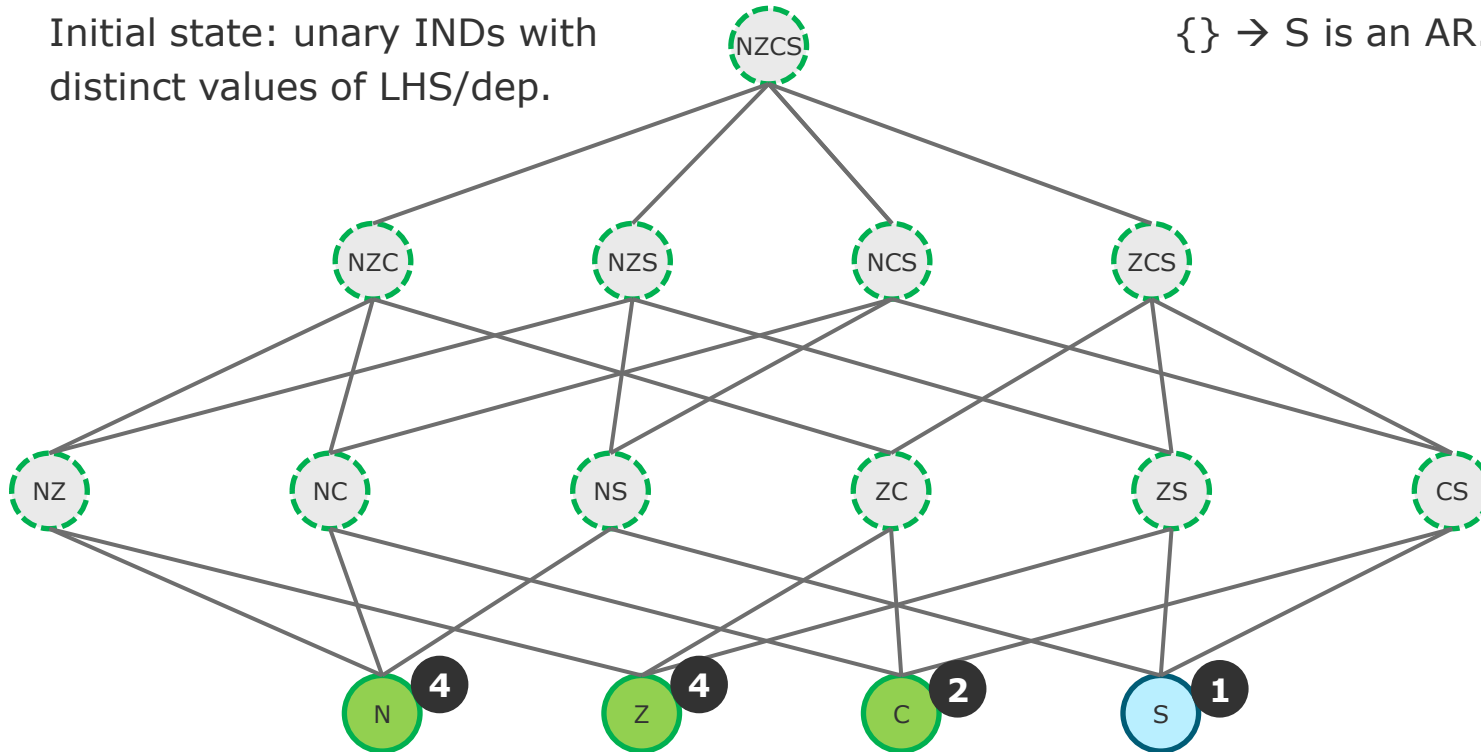 Initial state: unary INDs with
distinct values of LHS/dep.
{} → S is an AR.
NZCS
NZC NZS NCS ZCS
NZ NC NS ZC ZS CS
N 4 Z 4 C 2 S 1